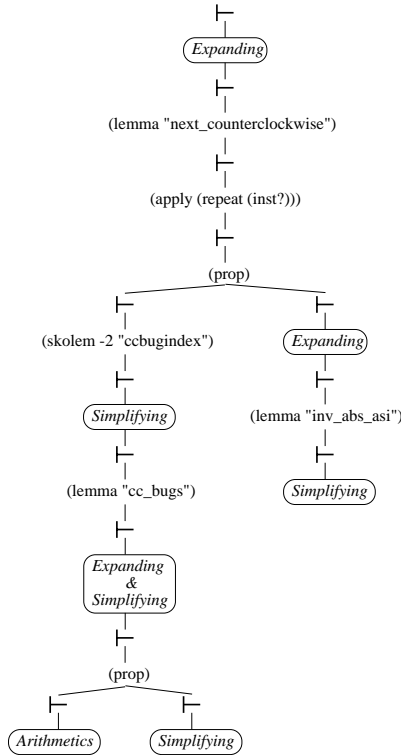 Expanding
(lemma "next_counterclockwise")
(apply (repeat (inst?)))
(prop)
(skolem -2 "ccbugindex")
Expanding
Simplifying
(lemma "inv_abs_asi")
(lemma "cc_bugs")
Simplifying
Expanding
&
Simplifying
(prop)
Arithmetics
Simplifying